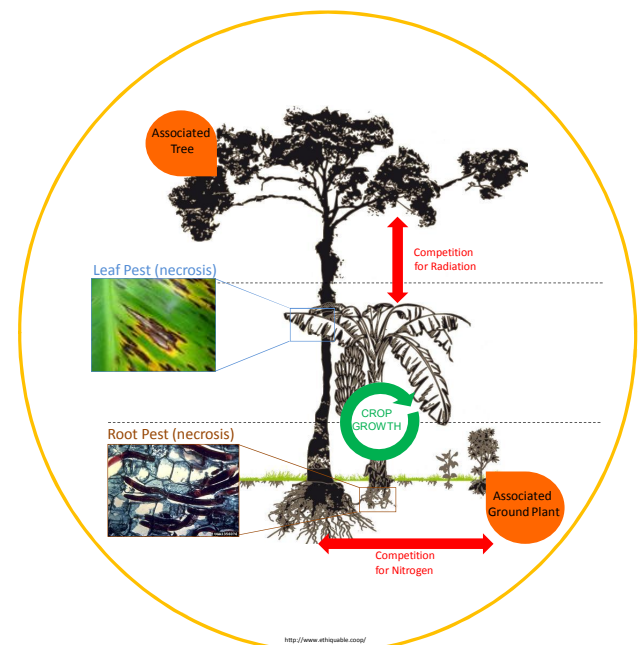 Associated
Tree
Competition
for Radiation
Leaf Pest (necrosis)
CROP
GROWTH
Root Pest (necrosis)
Associated
Ground Plant
Competition
for Nitrogen
http://www.ethiquable.coop/